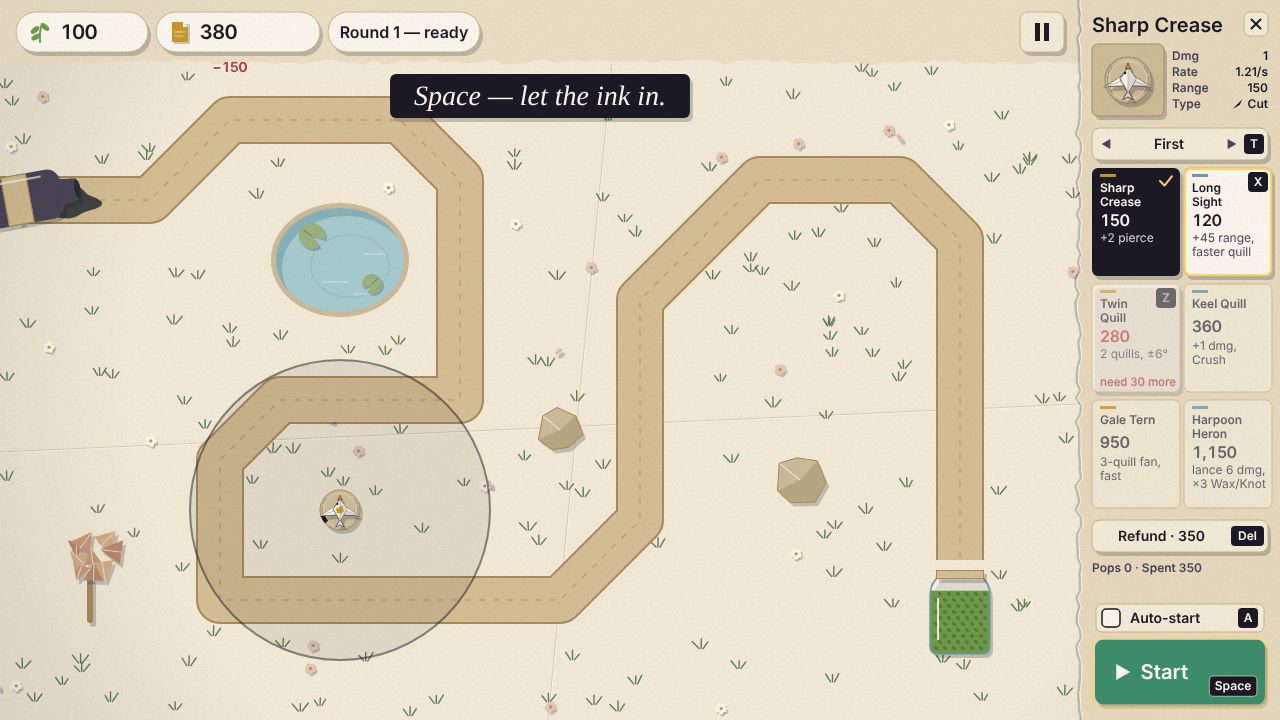 100
380
Round 1 — ready
−150
Space — let the ink in.
Sharp Crease
Dmg 1
Rate 1.21/s
Range 150
Type Cut
First T
Sharp
Crease
150
+2 pierce
Long
Sight
X
120
+45 range,
faster quill
Twin
Quill
Z
280
2 quills, ±6°
need 30 more
Keel Quill
360
+1 dmg,
Crush
Gale Tern
950
3-quill fan,
fast
Harpoon
Heron
1,150
lance 6 dmg,
×3 Wax/Knot
Refund · 350 Del
Pops 0 · Spent 350
Auto-start A
Start
Space